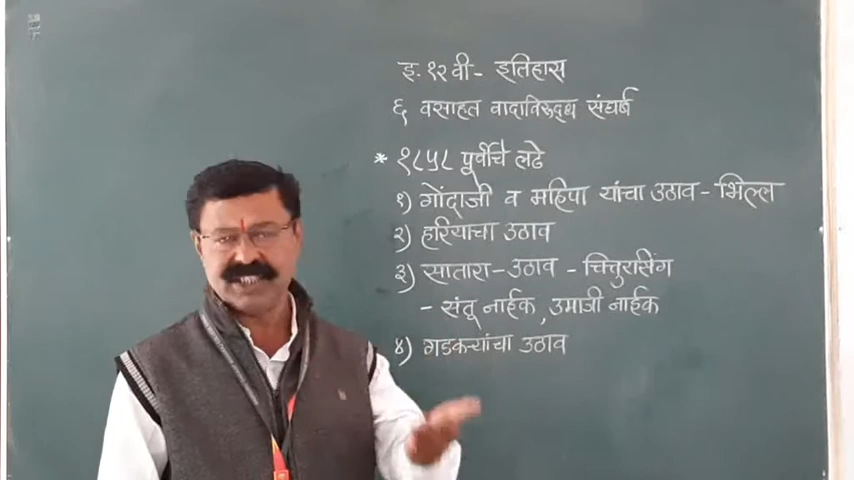 इ. १२वी - इतिहास
६ वसाहत वादाविरुद्ध संघर्ष
* १८५८ पूर्वीचे लढे
१) गोंदाजी व महिपा यांचा उठाव - भिल्ल
२) हरियाचा उठाव
३) सातारा - उठाव - चित्तुरसिंग
- संतू नाईक, उमाजी नाईक
४) गडकऱ्यांचा उठाव